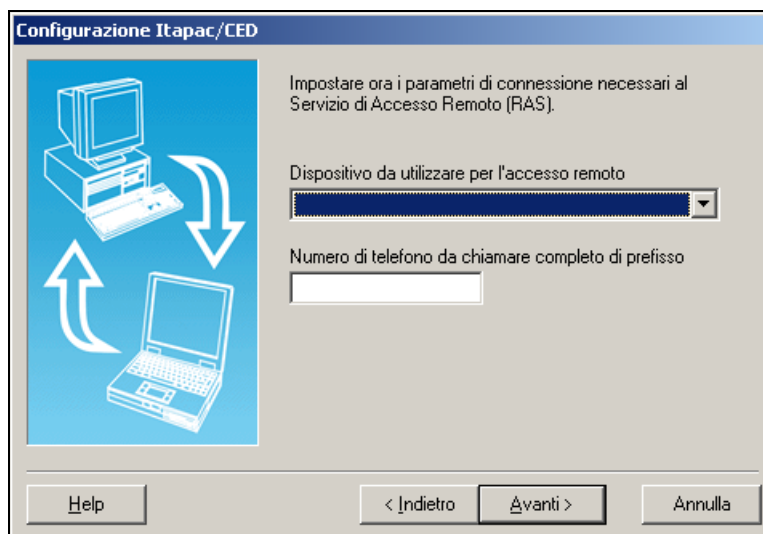 Configurazione Itapac/CED
Impostare ora i parametri di connessione necessari al
Servizio di Accesso Remoto (RAS).
Dispositivo da utilizzare per l'accesso remoto
Numero di telefono da chiamare completo di prefisso
Help
< Indietro
Avanti >
Annulla